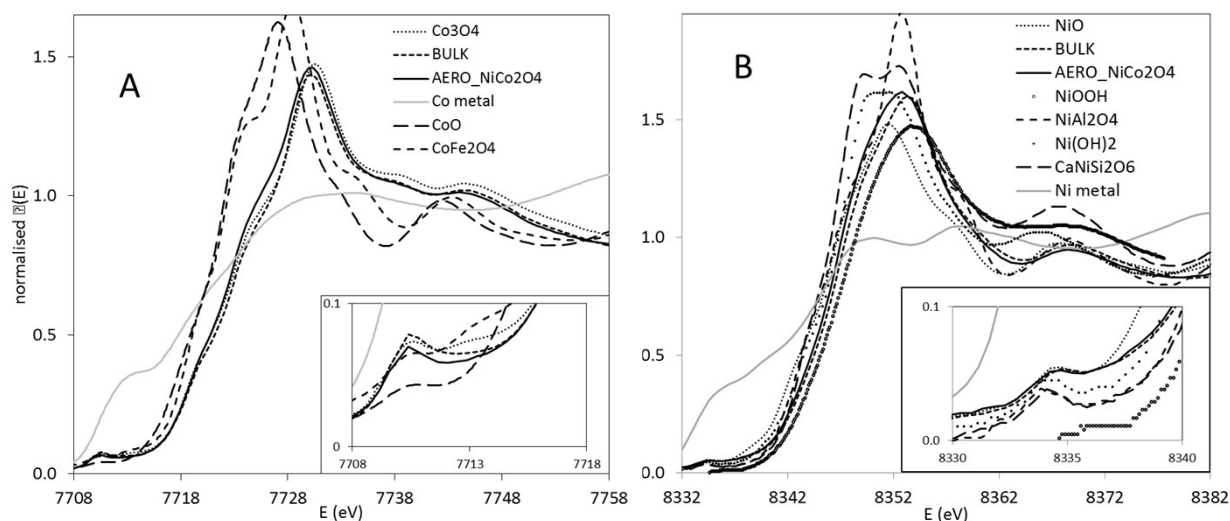 A
Co3O4
BULK
AERO_NiCo2O4
Co metal
CoO
CoFe2O4
normalised ⍰(E)
1.5
1.0
0.5
0.0
0.1
0
7708 7713 7718
7708 7718 7728 7738 7748 7758
E (eV)
B
NiO
BULK
AERO_NiCo2O4
NiOOH
NiAl2O4
Ni(OH)2
CaNiSi2O6
Ni metal
1.5
1.0
0.5
0.0
0.1
0.0
8330 8335 8340
8332 8342 8352 8362 8372 8382
E (eV)